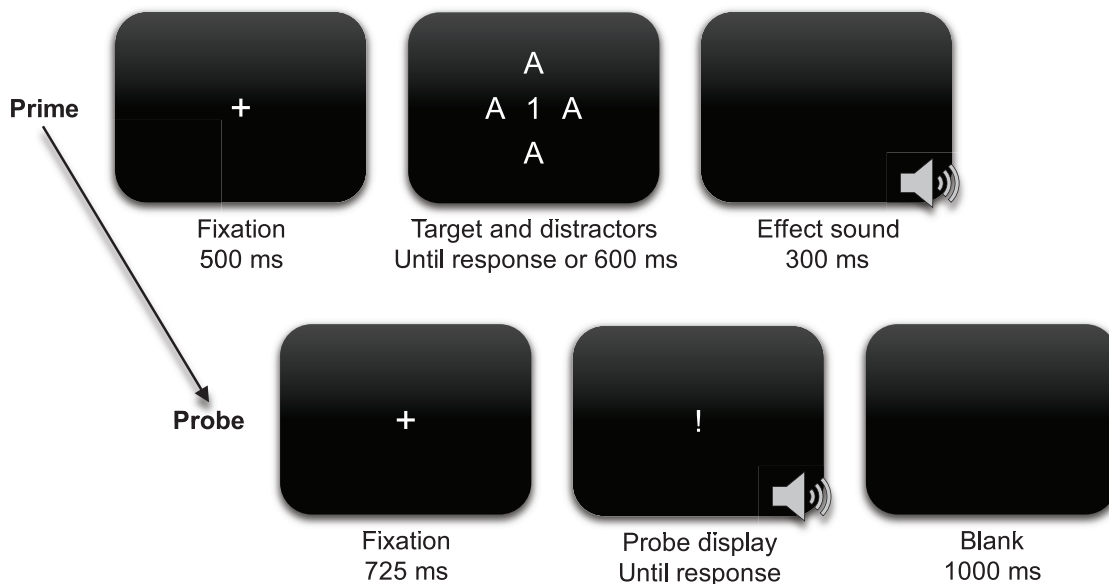 Prime
+
A
A 1 A
A
Fixation
500 ms
Target and distractors
Until response or 600 ms
Effect sound
300 ms
Probe
+
!
Fixation
725 ms
Probe display
Until response
Blank
1000 ms